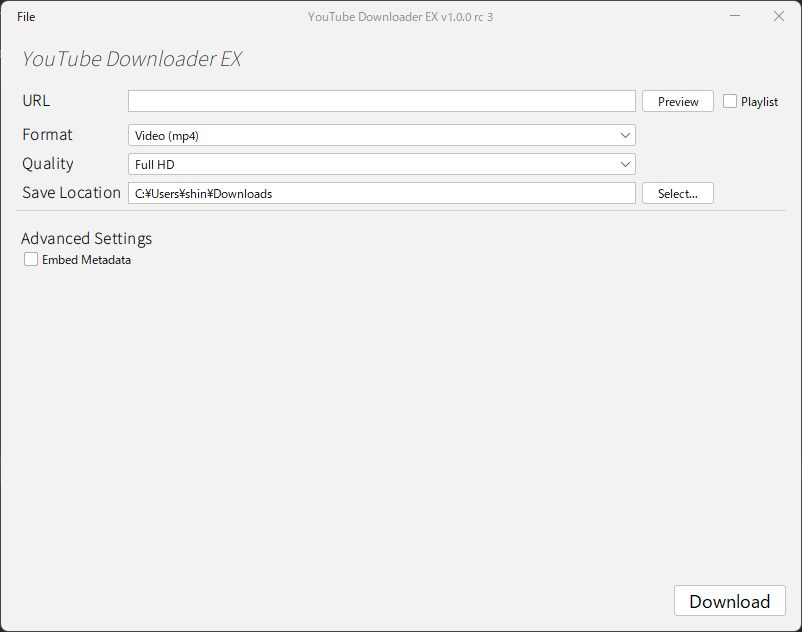 File YouTube Downloader EX v1.0.0 rc 3
YouTube Downloader EX
URL Preview Playlist
Format Video (mp4)
Quality Full HD
Save Location C:¥Users¥shin¥Downloads Select...
Advanced Settings
Embed Metadata
Download